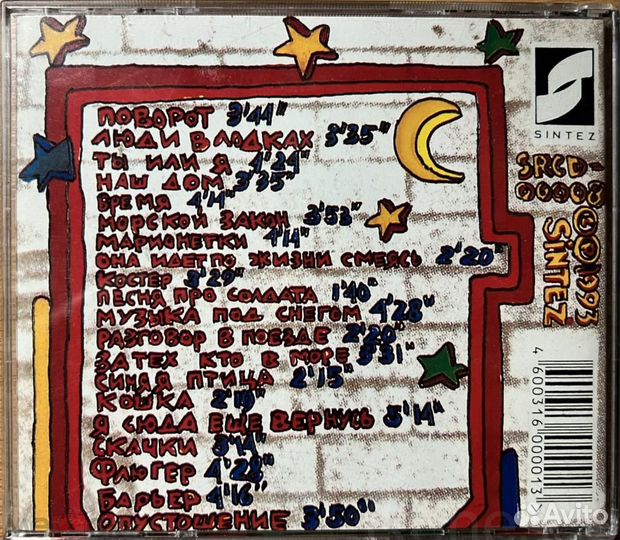 ПОВОРОТ 3'44"
ЛЮДИ В ЛОДКАХ 3'35"
ТЫ ИЛИ Я 4'24"
НАШ ДОМ 3'35"
ВРЕМЯ 4'1"
МОРСКОЙ ЗАКОН 3'53"
МАРИОНЕТКИ 4'14"
ОНА ИДЕТ ПО ЖИЗНИ СМЕЯСЬ 2'20"
КОСТЕР 3'29"
ПЕСНЯ ПРО СОЛДАТА 1'40"
МУЗЫКА ПОД СНЕГОМ 4'28"
РАЗГОВОР В ПОЕЗДЕ 2'20"
ЗА ТЕХ КТО В МОРЕ 3'31"
СИНЯЯ ПТИЦА 2'15"
КОШКА 2'19"
Я СЮДА ЕЩЕ ВЕРНУСЬ 5'14"
СКАЧКИ 3'44"
ФЛЮГЕР 4'28"
БАРЬЕР 4'16"
ОПУСТОШЕНИЕ 3'50"
SINTEZ
SRCD-
00008
©℗1993
SINTEZ
4 600316 000013 >
Avito